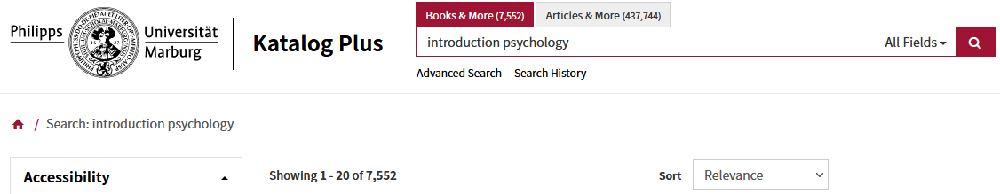 Philipps Universität
Marburg
Katalog Plus
Books & More (7,552) Articles & More (437,744)
introduction psychology All Fields
Advanced Search Search History
/ Search: introduction psychology
Accessibility
Showing 1 - 20 of 7,552
Sort Relevance